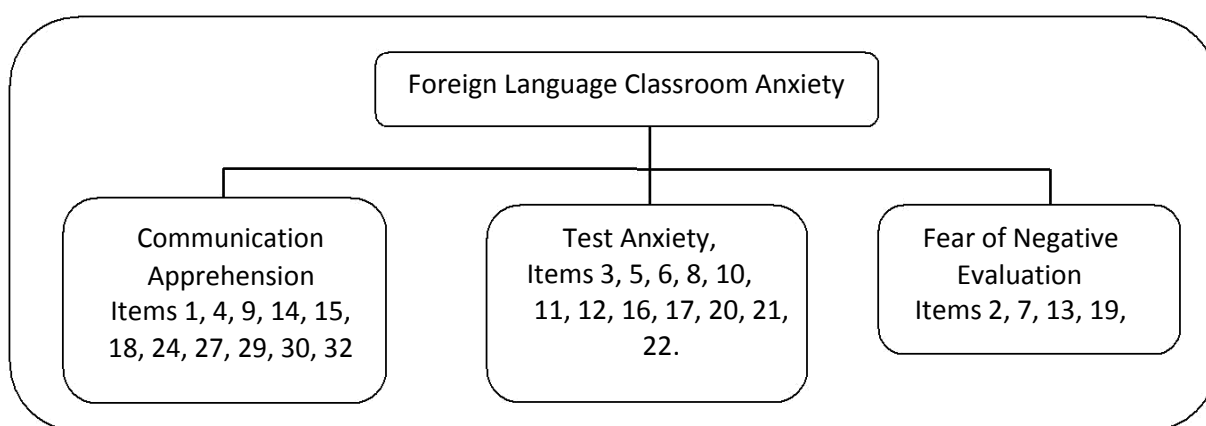 Foreign Language Classroom Anxiety
Communication
Apprehension
Items 1, 4, 9, 14, 15,
18, 24, 27, 29, 30, 32
Test Anxiety,
Items 3, 5, 6, 8, 10,
11, 12, 16, 17, 20, 21,
22.
Fear of Negative
Evaluation
Items 2, 7, 13, 19,